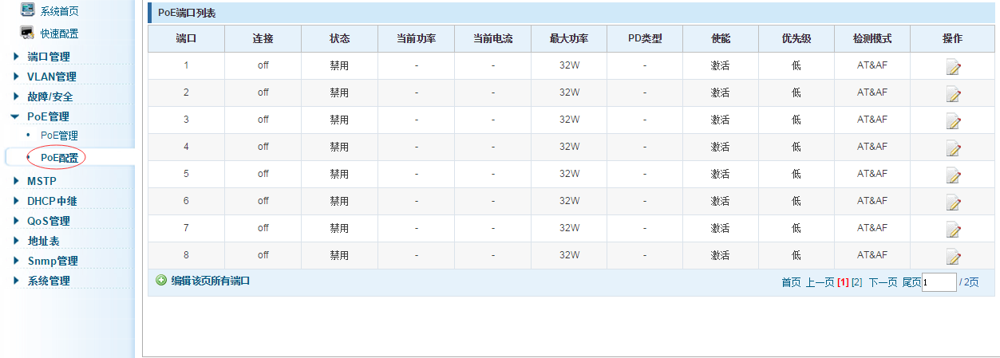 系统首页
快速配置
端口管理
VLAN管理
故障/安全
PoE管理
PoE管理
PoE配置
MSTP
DHCP中继
QoS管理
地址表
Snmp管理
系统管理
PoE端口列表
端口 连接 状态 当前功率 当前电流 最大功率 PD类型 使能 优先级 检测模式 操作
1 off 禁用 - - 32W - 激活 低 AT&AF
2 off 禁用 - - 32W - 激活 低 AT&AF
3 off 禁用 - - 32W - 激活 低 AT&AF
4 off 禁用 - - 32W - 激活 低 AT&AF
5 off 禁用 - - 32W - 激活 低 AT&AF
6 off 禁用 - - 32W - 激活 低 AT&AF
7 off 禁用 - - 32W - 激活 低 AT&AF
8 off 禁用 - - 32W - 激活 低 AT&AF
编辑该页所有端口 首页 上一页 [1] [2] 下一页 尾页 1 / 2页